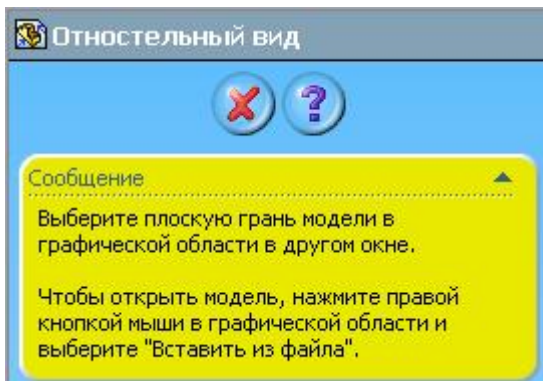 Отностельный вид
Сообщение
Выберите плоскую грань модели в
графической области в другом окне.
Чтобы открыть модель, нажмите правой
кнопкой мыши в графической области и
выберите "Вставить из файла".